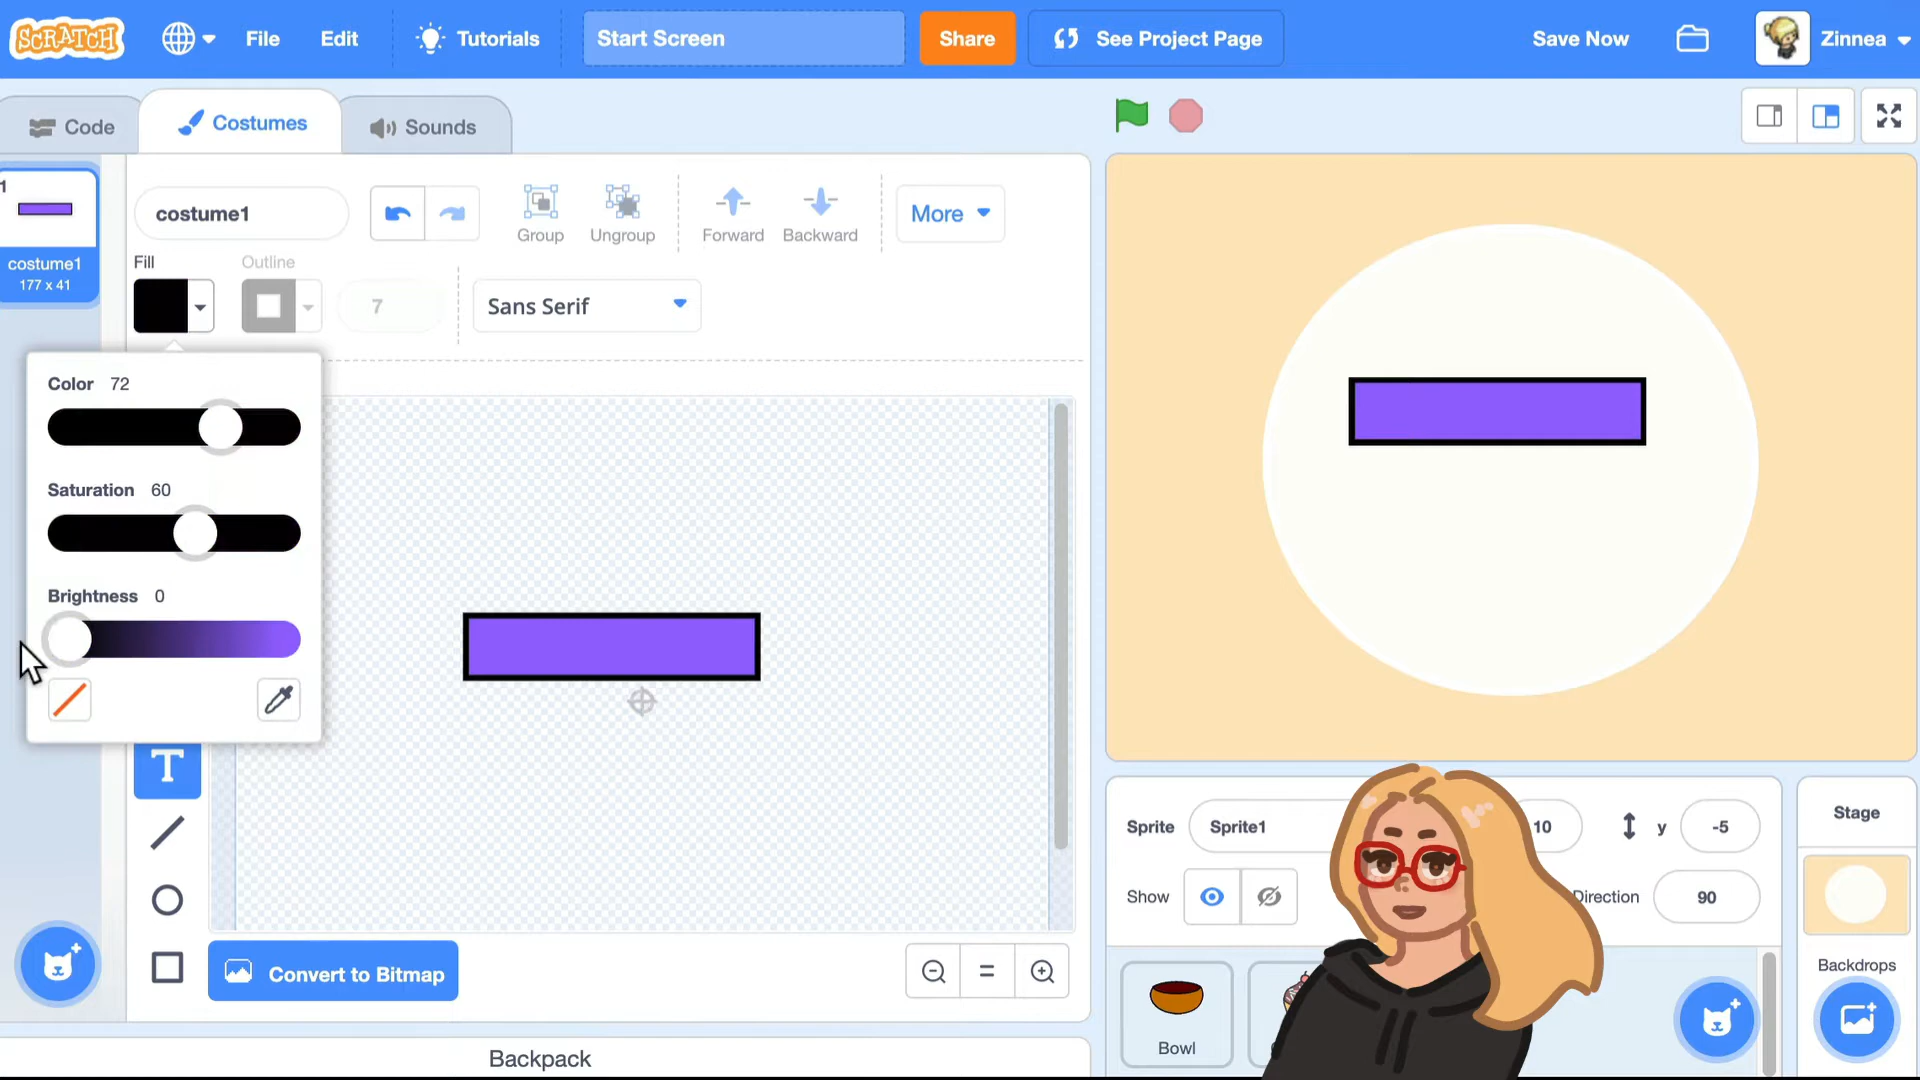 SCRATCH
File
Edit
Tutorials
Start Screen
Share
See Project Page
Save Now
Zinnea
Code
Costumes
Sounds
1
costume1
177 x 41
costume1
Group
Ungroup
Forward
Backward
More
Fill
Outline
7
Sans Serif
Color 72
Saturation 60
Brightness 0
T
Convert to Bitmap
Backpack
Sprite
Sprite1
10
y
-5
Show
Direction
90
Bowl
Stage
Backdrops